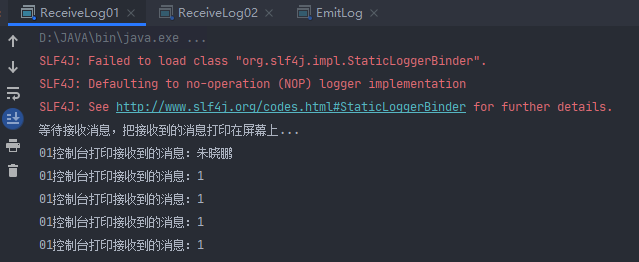 ReceiveLog01 ReceiveLog02 EmitLog
D:\JAVA\bin\java.exe ...
SLF4J: Failed to load class "org.slf4j.impl.StaticLoggerBinder".
SLF4J: Defaulting to no-operation (NOP) logger implementation
SLF4J: See http://www.slf4j.org/codes.html#StaticLoggerBinder for further details.
等待接收消息，把接收到的消息打印在屏幕上...
01控制台打印接收到的消息：朱晓鹏
01控制台打印接收到的消息：1
01控制台打印接收到的消息：1
01控制台打印接收到的消息：1
01控制台打印接收到的消息：1